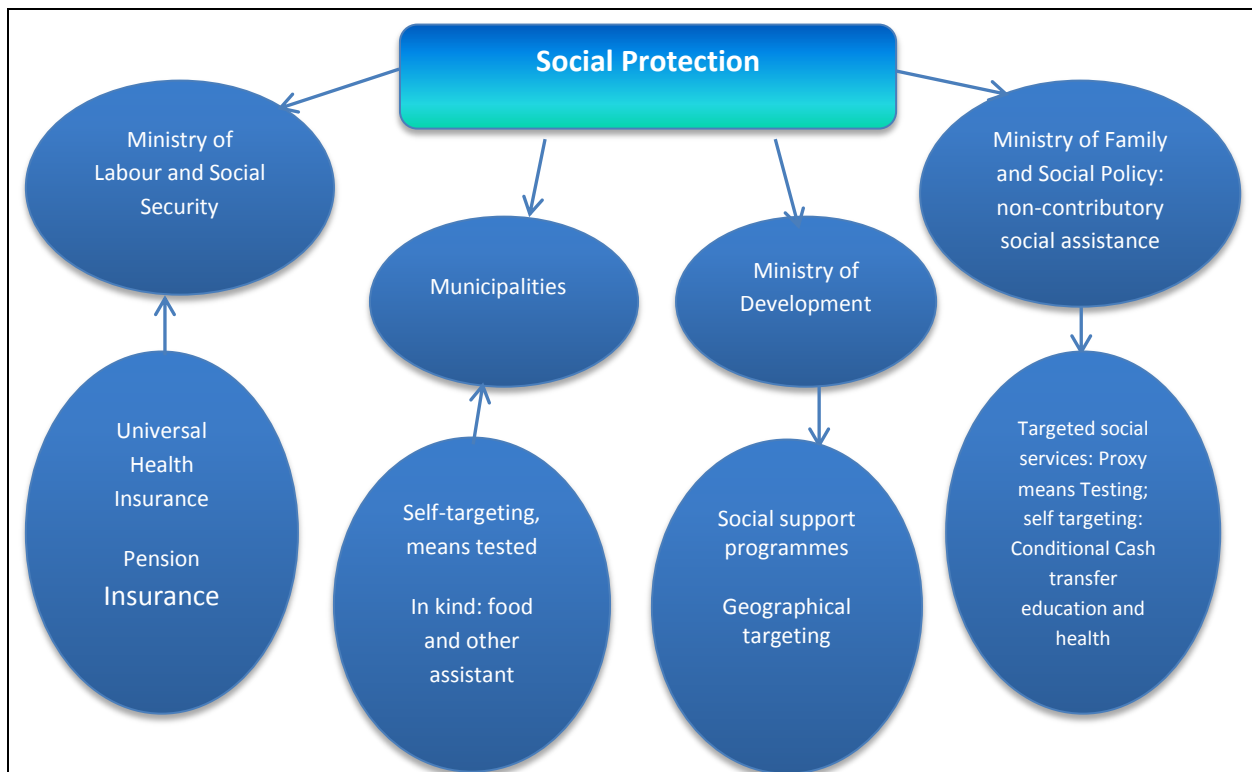 Social Protection
Ministry of
Labour and Social
Security
Municipalities
Ministry of
Development
Ministry of Family
and Social Policy:
non-contributory
social assistance
Universal
Health
Insurance
Pension
Insurance
Self-targeting,
means tested
In kind: food
and other
assistant
Social support
programmes
Geographical
targeting
Targeted social
services: Proxy
means Testing;
self targeting:
Conditional Cash
transfer
education and
health